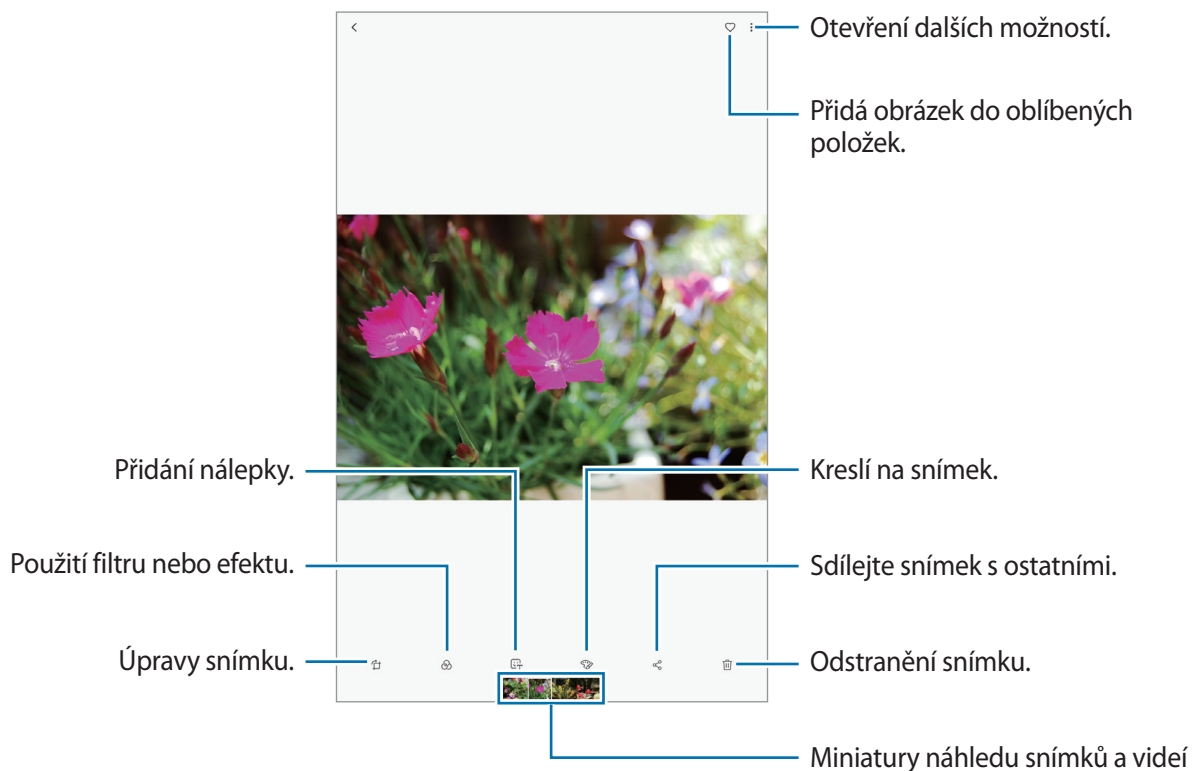 Otevření dalších možností.
Přidá obrázek do oblíbených
položek.
Přidání nálepky.
Kreslí na snímek.
Použití filtru nebo efektu.
Sdílejte snímek s ostatními.
Úpravy snímku.
Odstranění snímku.
Miniatury náhledu snímků a videí